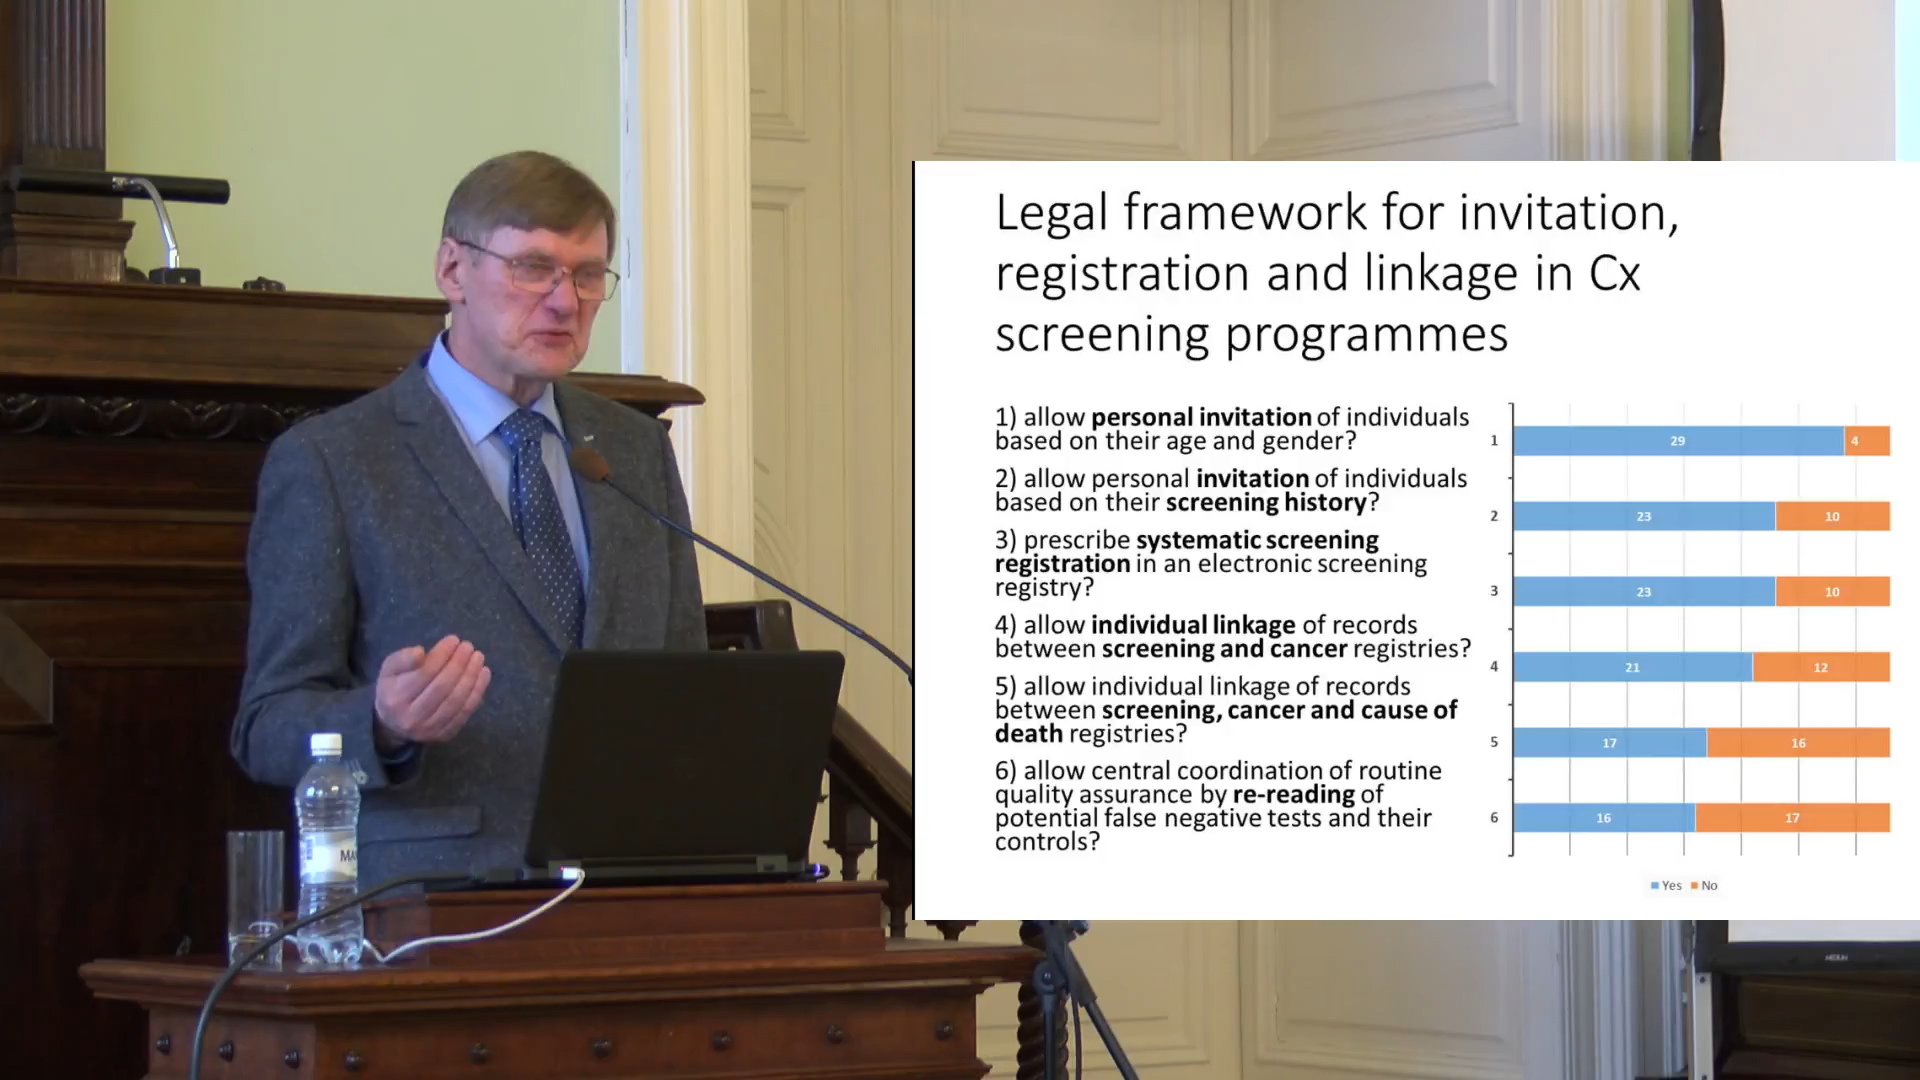 Legal framework for invitation,
registration and linkage in Cx
screening programmes
1) allow personal invitation of individuals
based on their age and gender?
2) allow personal invitation of individuals
based on their screening history?
3) prescribe systematic screening
registration in an electronic screening
registry?
4) allow individual linkage of records
between screening and cancer registries?
5) allow individual linkage of records
between screening, cancer and cause of
death registries?
6) allow central coordination of routine
quality assurance by re-reading of
potential false negative tests and their
controls?
1 29 4
2 23 10
3 23 10
4 21 12
5 17 16
6 16 17
Yes No